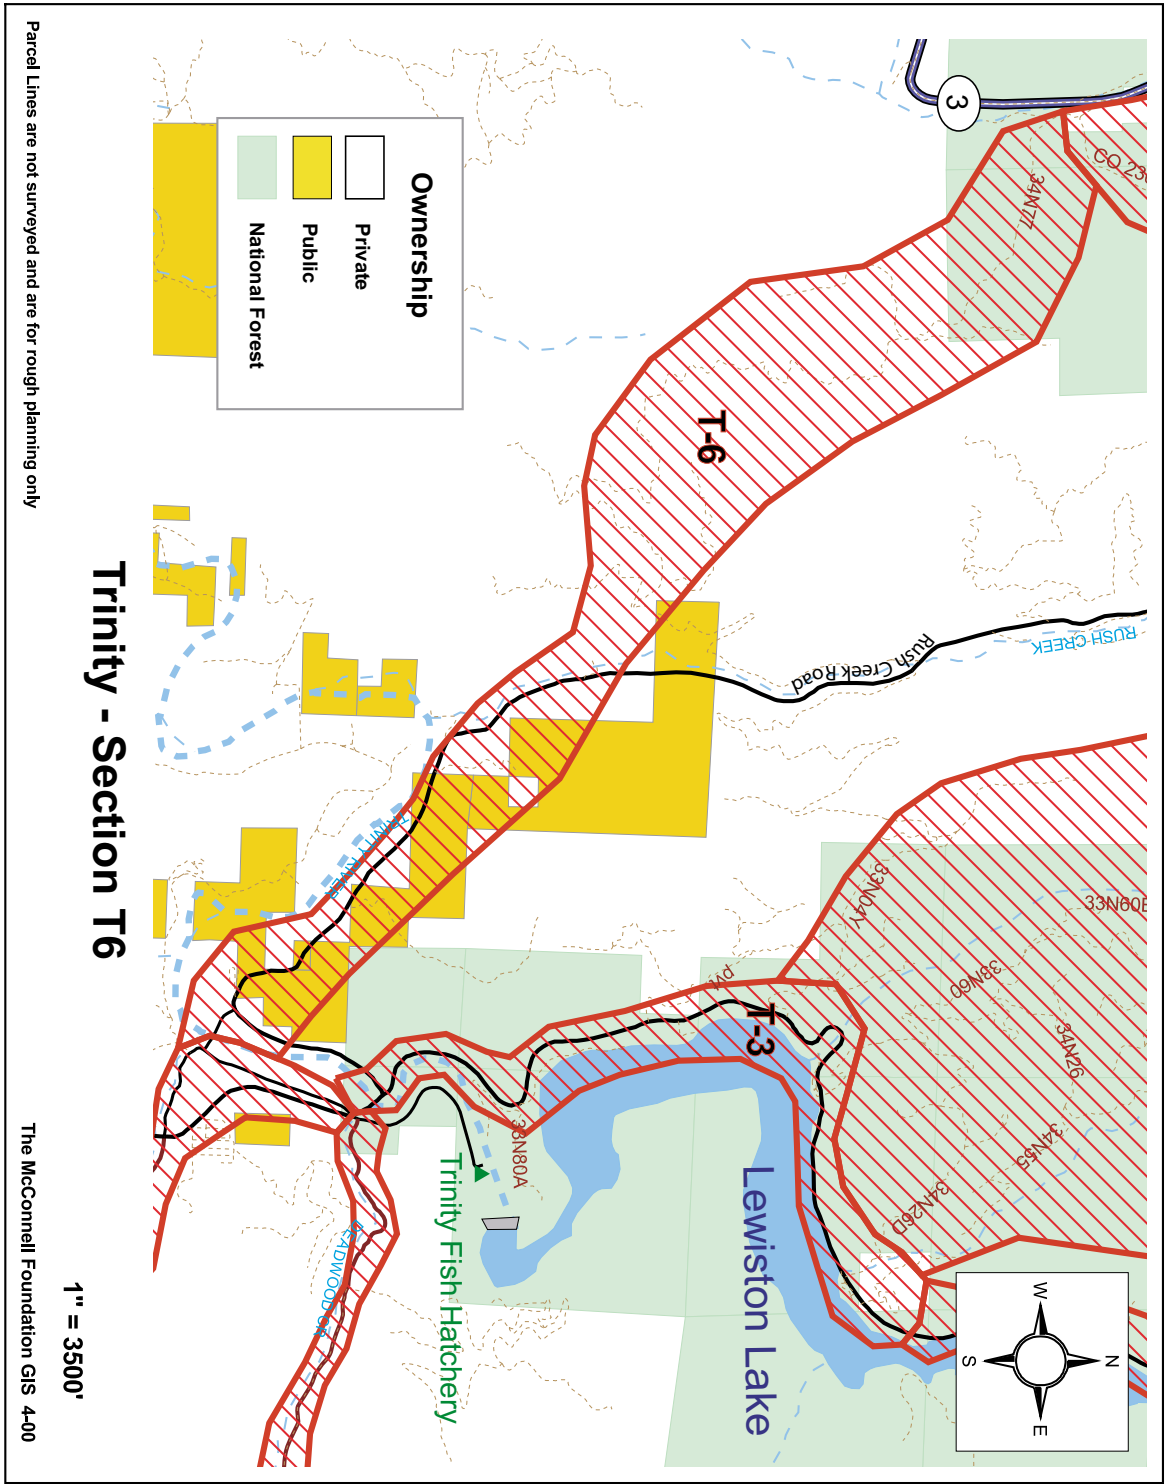 Ownership
Private
Public
National Forest
3
CO 23
34N77
T-6
RUSH CREEK
Rush Creek Road
33N04Y
33N60E
33N60
34N26
34N55
34N26D
pvt
T-3
TRINITY RIVER
33N80A
Lewiston Lake
Trinity Fish Hatchery
DEADWOOD CR
N
W
E
S
Trinity - Section T6
1" = 3500'
Parcel Lines are not surveyed and are for rough planning only
The McConnell Foundation GIS 4-00